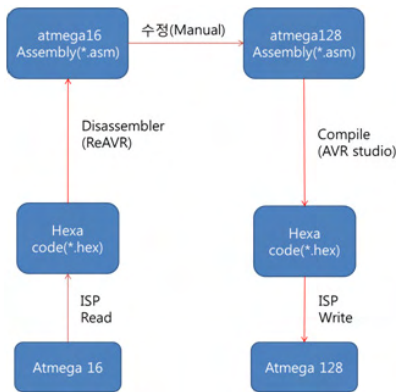 atmega16
Assembly(*.asm)
수정(Manual)
atmega128
Assembly(*.asm)
Disassembler
(ReAVR)
Compile
(AVR studio)
Hexa
code(*.hex)
Hexa
code(*.hex)
ISP
Read
ISP
Write
Atmega 16
Atmega 128